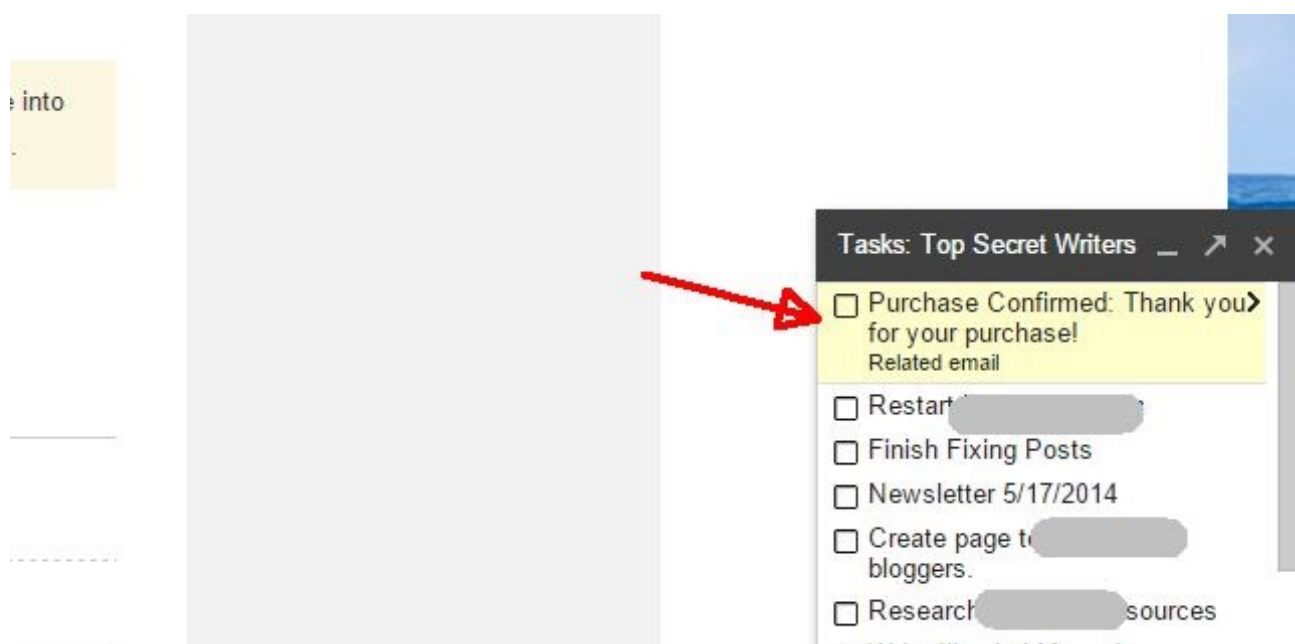 into
.
Tasks: Top Secret Writers
Purchase Confirmed: Thank you
for your purchase!
Related email
Restart
Finish Fixing Posts
Newsletter 5/17/2014
Create page
bloggers.
Research sources